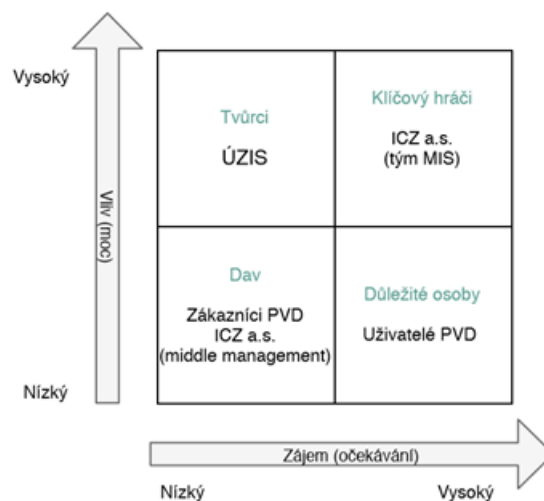 Vysoký
Vliv (moc)
Nízký
Tvůrci
ÚZIS
Klíčový hráči
ICZ a.s.
(tým MIS)
Dav
Zákazníci PVD
ICZ a.s.
(middle management)
Důležité osoby
Uživatelé PVD
Zájem (očekávání)
Nízký
Vysoký